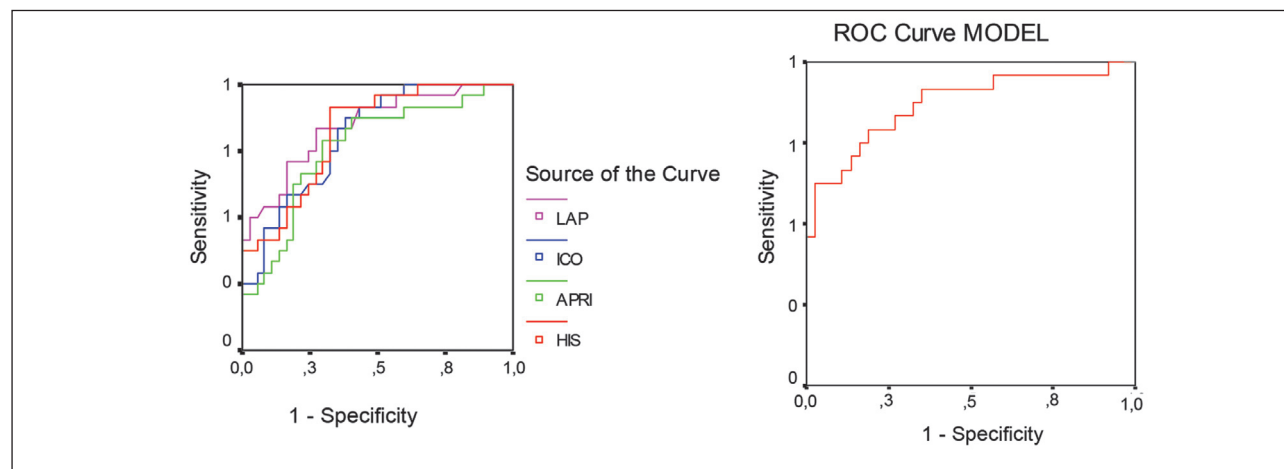 1
1
1
0
0
Sensitivity
0,0 ,3 ,5 ,8 1,0
1 - Specificity
Source of the Curve
LAP
ICO
APRI
HIS
ROC Curve MODEL
1
1
1
0
0
Sensitivity
0,0 ,3 ,5 ,8 1,0
1 - Specificity